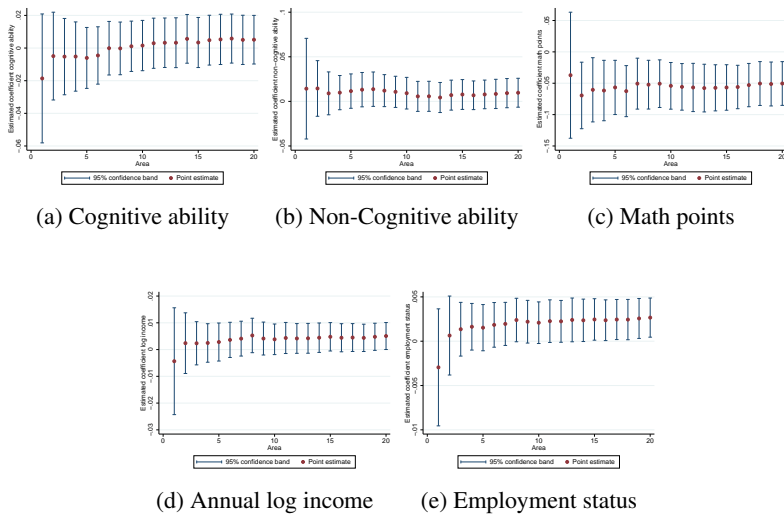 Estimated coefficient cognitive ability
.02
0
-.02
-.04
-.06
0
5
10
15
20
Area
95% confidence band
Point estimate
(a) Cognitive ability
Estimated coefficient non-cognitive ability
.1
.05
0
-.05
0
5
10
15
20
Area
95% confidence band
Point estimate
(b) Non-Cognitive ability
Estimated coefficient math points
.05
0
-.05
-.1
-.15
0
5
10
15
20
Area
95% confidence band
Point estimate
(c) Math points
Estimated coefficient log income
.02
.01
0
-.01
-.02
-.03
0
5
10
15
20
Area
95% confidence band
Point estimate
(d) Annual log income
Estimated coefficient employment status
.005
0
-.005
-.01
0
5
10
15
20
Area
95% confidence band
Point estimate
(e) Employment status